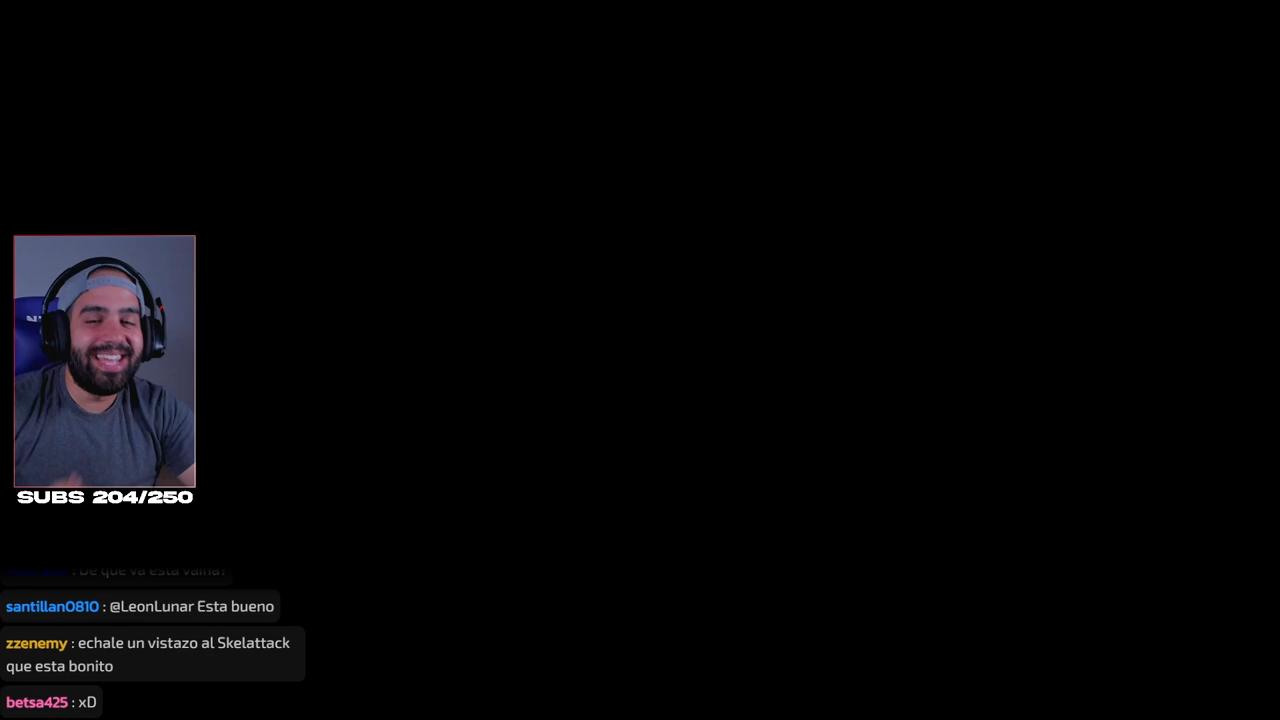 SUBS 204/250
: De que va esta vaina?
santillan0810 : @LeonLunar Esta bueno
zzenemy : echale un vistazo al Skelattack
que esta bonito
betsa425 : xD